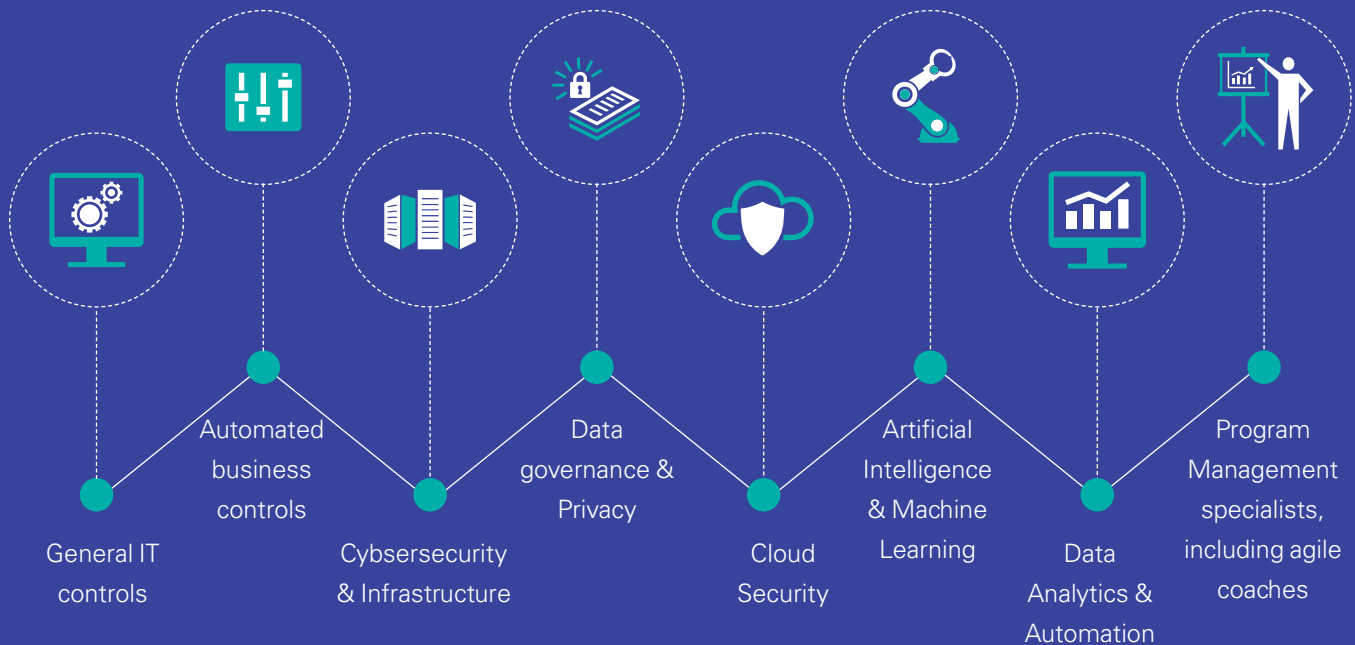 General IT
controls
Automated
business
controls
Cybsersecurity
& Infrastructure
Data
governance &
Privacy
Cloud
Security
Artificial
Intelligence
& Machine
Learning
Data
Analytics &
Automation
Program
Management
specialists,
including agile
coaches